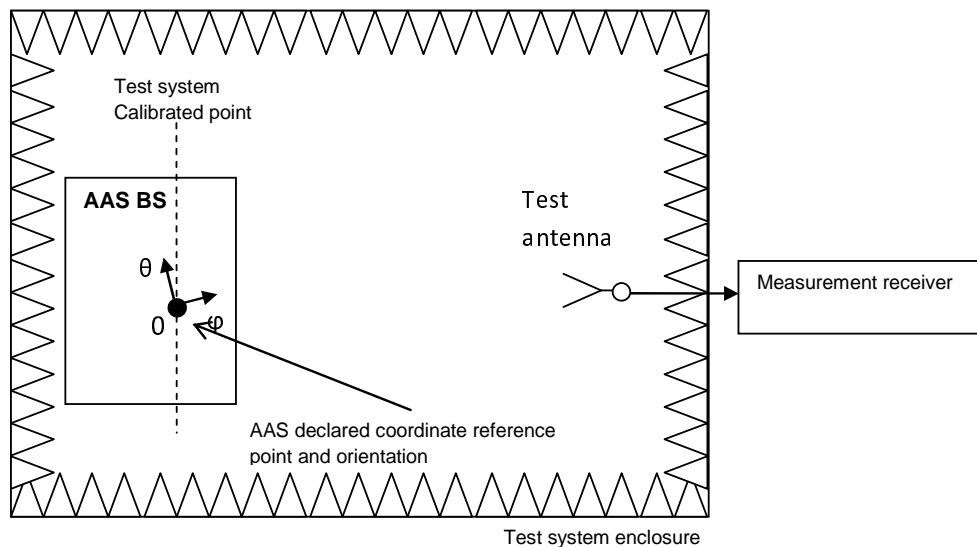 Test system
Calibrated point
AAS BS
θ
0
φ
Test
antenna
Measurement receiver
AAS declared coordinate reference
point and orientation
Test system enclosure